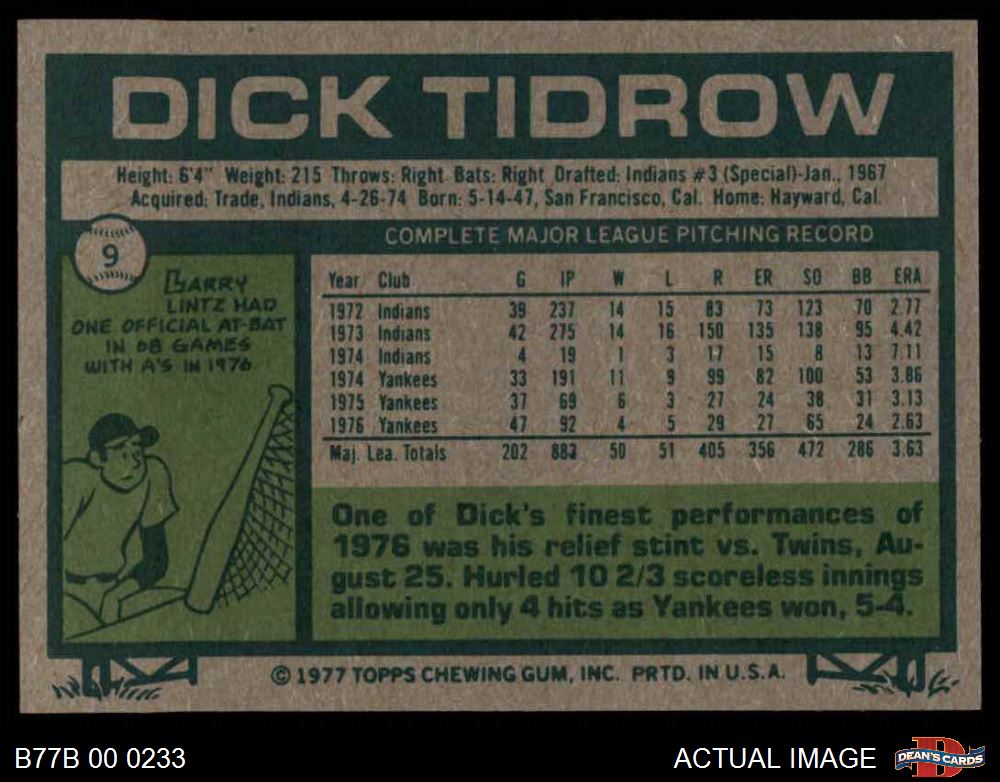 DICK TIDROW
Height: 6'4" Weight: 215 Throws: Right Bats: Right Drafted: Indians #3 (Special)-Jan., 1967
Acquired: Trade, Indians, 4-26-74 Born: 5-14-47, San Francisco, Cal. Home: Hayward, Cal.
9
LARRY
LINTZ HAD
ONE OFFICIAL AT-BAT
IN 68 GAMES
WITH A'S IN 1976
COMPLETE MAJOR LEAGUE PITCHING RECORD
Year Club G IP W L R ER SO BB ERA
1972 Indians 39 237 14 15 83 73 123 70 2.77
1973 Indians 42 275 14 16 150 135 138 95 4.42
1974 Indians 4 19 1 3 17 15 8 13 7.11
1974 Yankees 33 191 11 9 99 82 100 53 3.86
1975 Yankees 37 69 6 3 27 24 38 31 3.13
1976 Yankees 47 92 4 5 29 27 65 24 2.63
Maj. Lea. Totals 202 883 50 51 405 356 472 286 3.63
One of Dick's finest performances of
1976 was his relief stint vs. Twins, Au-
gust 25. Hurled 10 2/3 scoreless innings
allowing only 4 hits as Yankees won, 5-4.
© 1977 TOPPS CHEWING GUM, INC. PRTD. IN U.S.A.
B77B 00 0233
ACTUAL IMAGE
D
DEAN'S CARDS